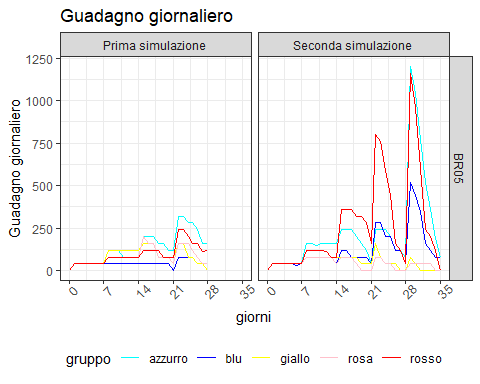 Guadagno giornaliero
Prima simulazione
Seconda simulazione
1250
1000
750
500
250
0
Guadagno giornaliero
BR05
0 7 14 21 28 35
0 7 14 21 28 35
giorni
gruppo azzurro blu giallo rosa rosso